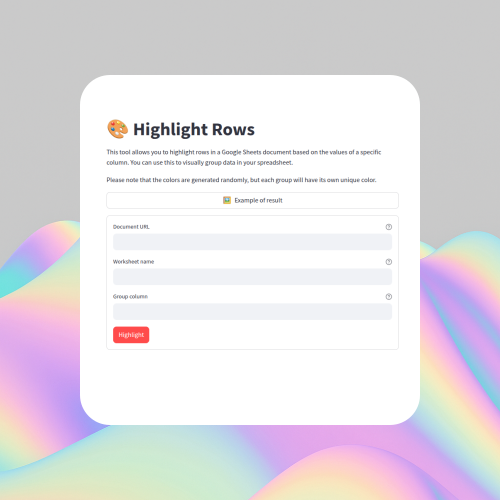 🎨 Highlight Rows
This tool allows you to highlight rows in a Google Sheets document based on the values of a specific
column. You can use this to visually group data in your spreadsheet.
Please note that the colors are generated randomly, but each group will have its own unique color.
🖼️ Example of result
Document URL
Worksheet name
Group column
Highlight